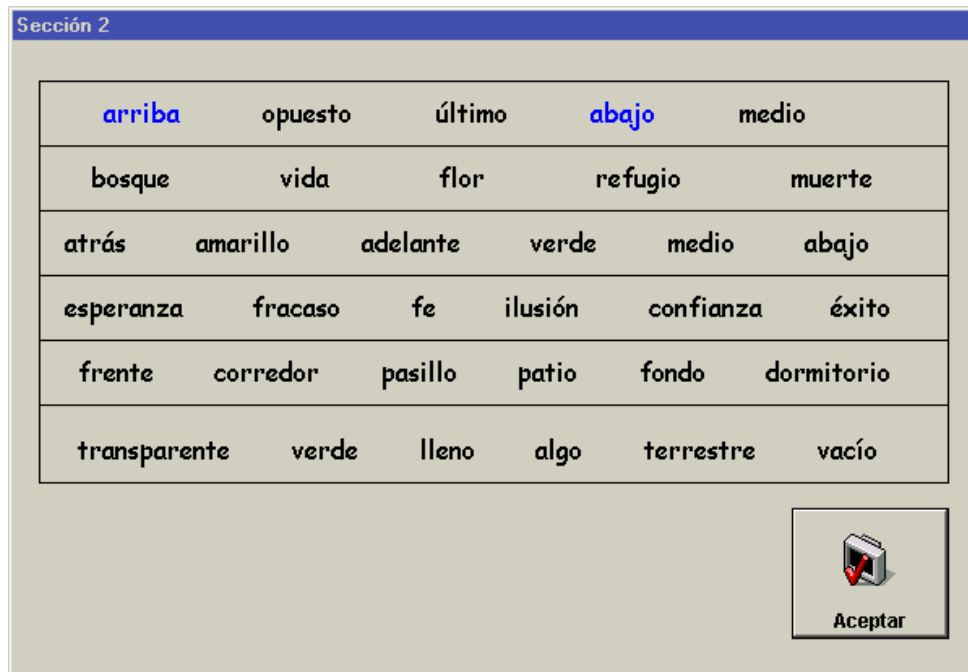 Sección 2
arriba opuesto último abajo medio
bosque vida flor refugio muerte
atrás amarillo adelante verde medio abajo
esperanza fracaso fe ilusión confianza éxito
frente corredor pasillo patio fondo dormitorio
transparente verde lleno algo terrestre vacío
Aceptar